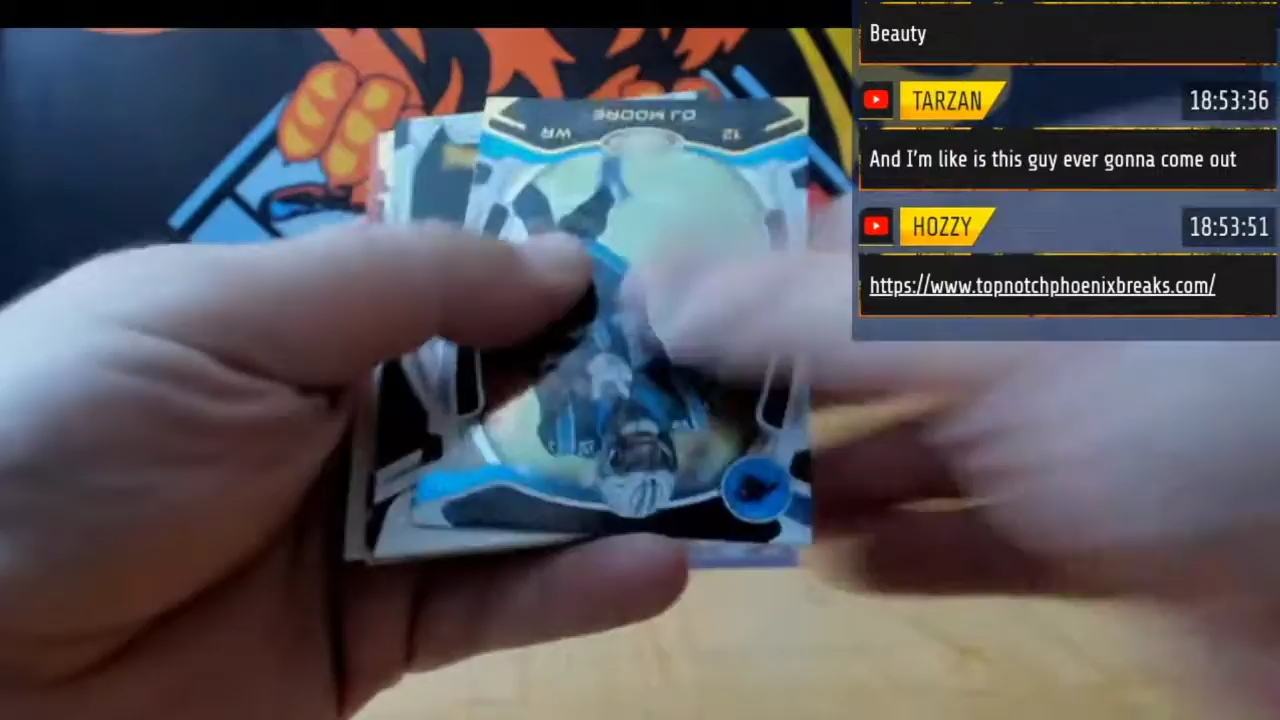 Beauty
TARZAN
18:53:36
And I'm like is this guy ever gonna come out
HOZZY
18:53:51
https://www.topnotchphoenixbreaks.com/
DJ MOORE
12
WR